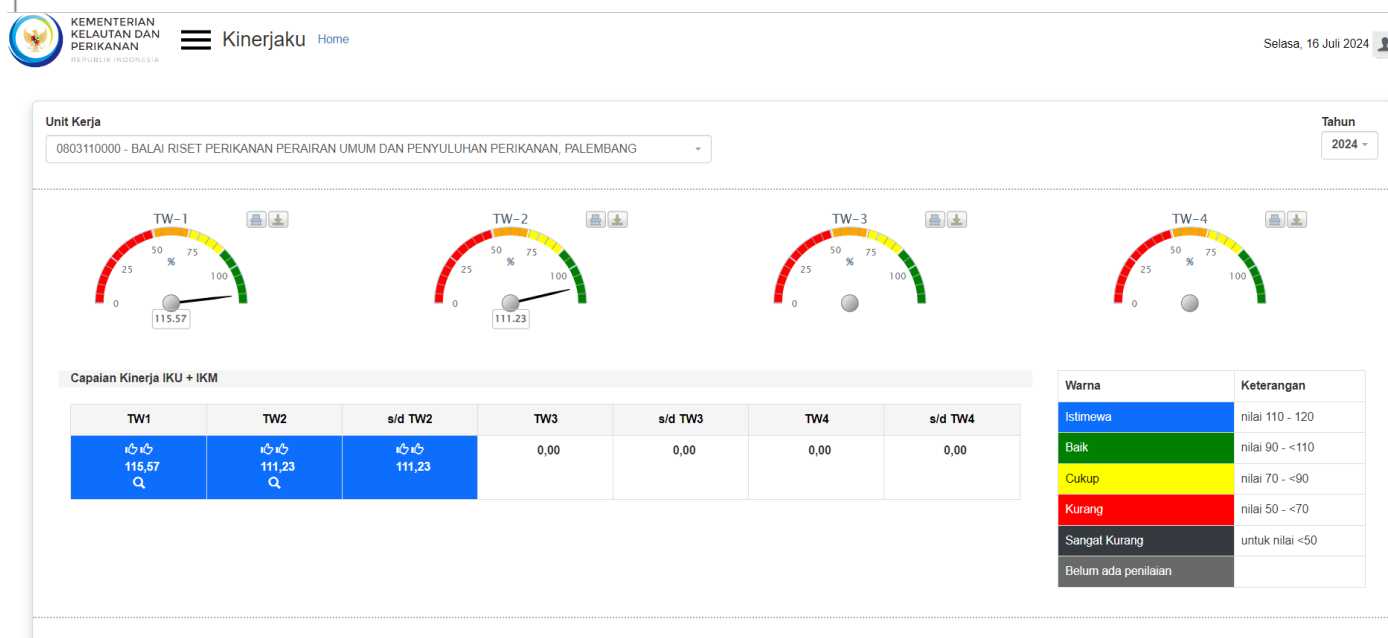 KEMENTERIAN
KELAUTAN DAN
PERIKANAN
REPUBLIK INDONESIA
Kinerjaku Home
Selasa, 16 Juli 2024
Unit Kerja
Tahun
0803110000 - BALAI RISET PERIKANAN PERAIRAN UMUM DAN PENYULUHAN PERIKANAN, PALEMBANG
2024
TW-1
0 25 50 75 100
%
115.57
TW-2
0 25 50 75 100
%
111.23
TW-3
0 25 50 75 100
%
TW-4
0 25 50 75 100
%
Capaian Kinerja IKU + IKM
TW1 TW2 s/d TW2 TW3 s/d TW3 TW4 s/d TW4
115,57 111,23 111,23 0,00 0,00 0,00 0,00
Warna Keterangan
Istimewa nilai 110 - 120
Baik nilai 90 - <110
Cukup nilai 70 - <90
Kurang nilai 50 - <70
Sangat Kurang untuk nilai <50
Belum ada penilaian